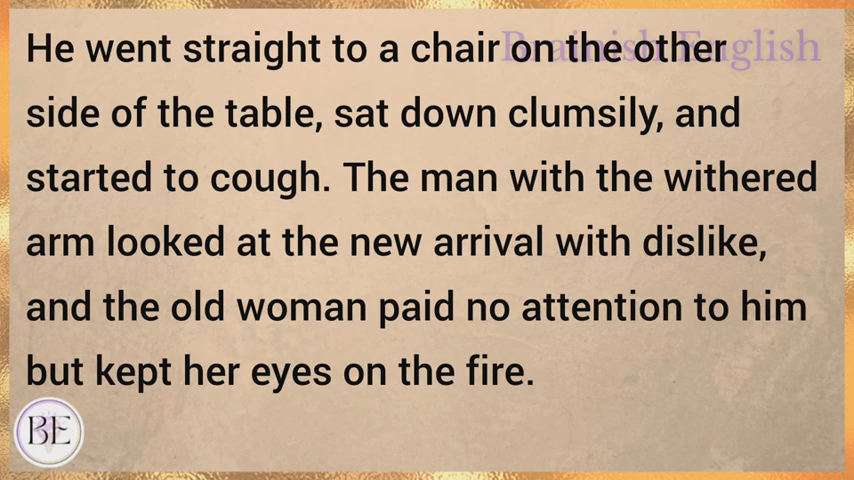 Brainish English
He went straight to a chair on the other
side of the table, sat down clumsily, and
started to cough. The man with the withered
arm looked at the new arrival with dislike,
and the old woman paid no attention to him
but kept her eyes on the fire.
BE